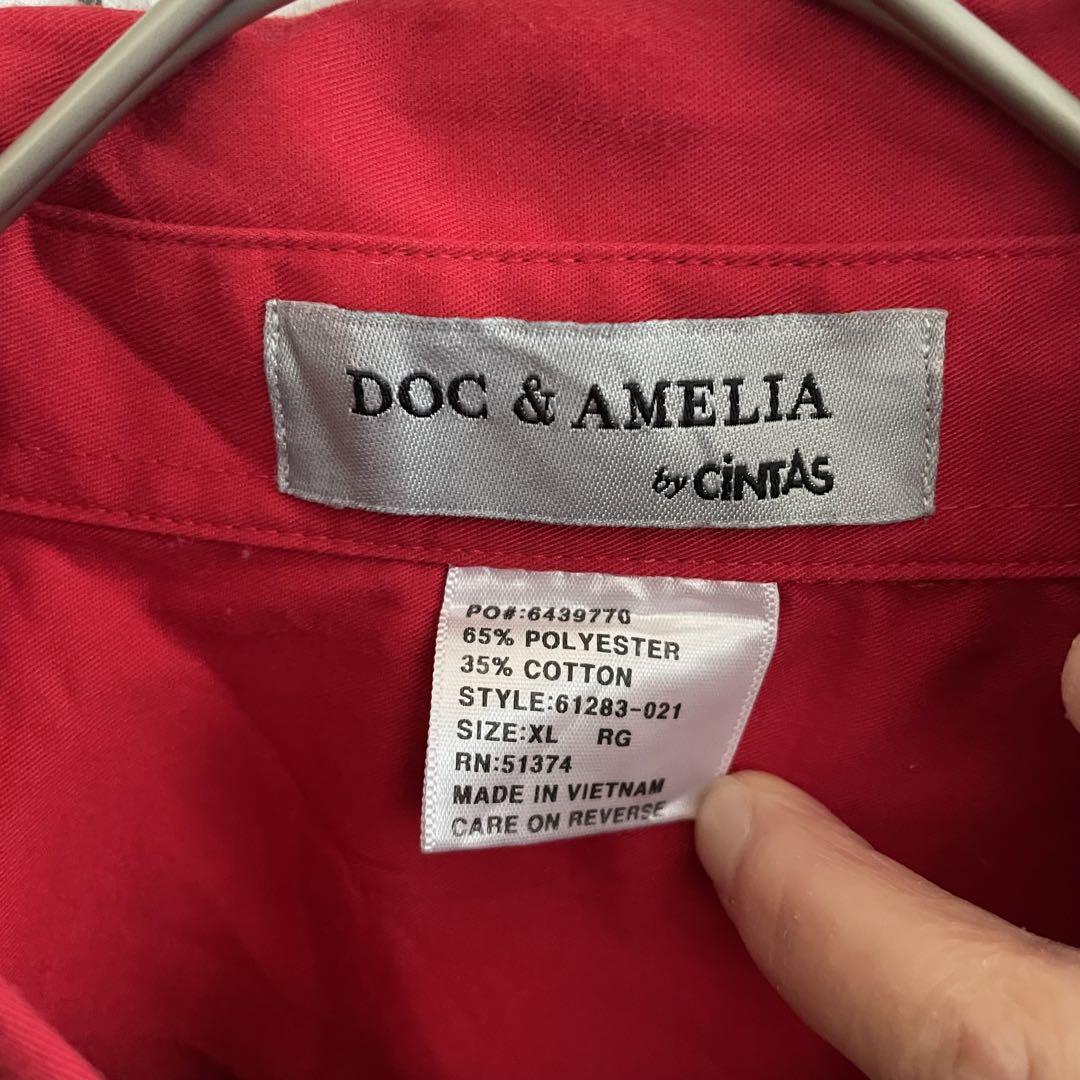 DOC & AMELIA
by CiNTAS
PO#:6439770
65% POLYESTER
35% COTTON
STYLE:61283-021
SIZE:XL RG
RN:51374
MADE IN VIETNAM
CARE ON REVERSE